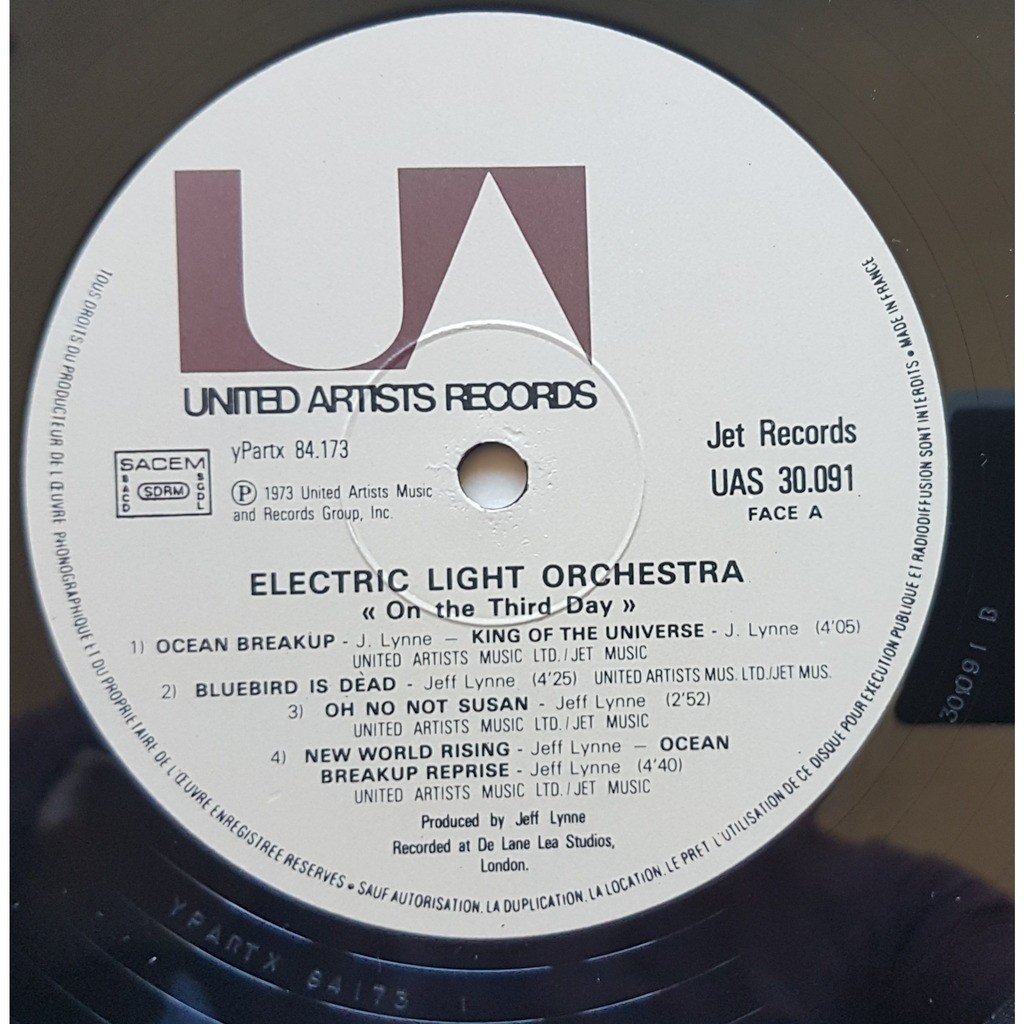 UA
UNITED ARTISTS RECORDS
SACEM
SACD
SDRM
SGDL
yPartx 84.173
Ⓟ 1973 United Artists Music
and Records Group, Inc.
Jet Records
UAS 30.091
FACE A
ELECTRIC LIGHT ORCHESTRA
« On the Third Day »
1) OCEAN BREAKUP - J. Lynne — KING OF THE UNIVERSE - J. Lynne (4'05)
UNITED ARTISTS MUSIC LTD./JET MUSIC
2) BLUEBIRD IS DÈAD - Jeff Lynne (4'25) UNITED ARTISTS MUS. LTD./JET MUS.
3) OH NO NOT SUSAN - Jeff Lynne (2'52)
UNITED ARTISTS MUSIC LTD./JET MUSIC
4) NEW WORLD RISING - Jeff Lynne — OCEAN
BREAKUP REPRISE - Jeff Lynne (4'40)
UNITED ARTISTS MUSIC LTD./JET MUSIC
Produced by Jeff Lynne
Recorded at De Lane Lea Studios,
London.
TOUS DROITS DU PRODUCTEUR DE L'ŒUVRE PHONOGRAPHIQUE ET DU PROPRIETAIRE DE L'ŒUVRE ENREGISTREE RESERVES • SAUF AUTORISATION, LA DUPLICATION, LA LOCATION, LE PRET L'UTILISATION DE CE DISQUE POUR EXECUTION PUBLIQUE ET RADIODIFFUSION SONT INTERDITS • MADE IN FRANCE
30091 B
YPARTX 84173 1